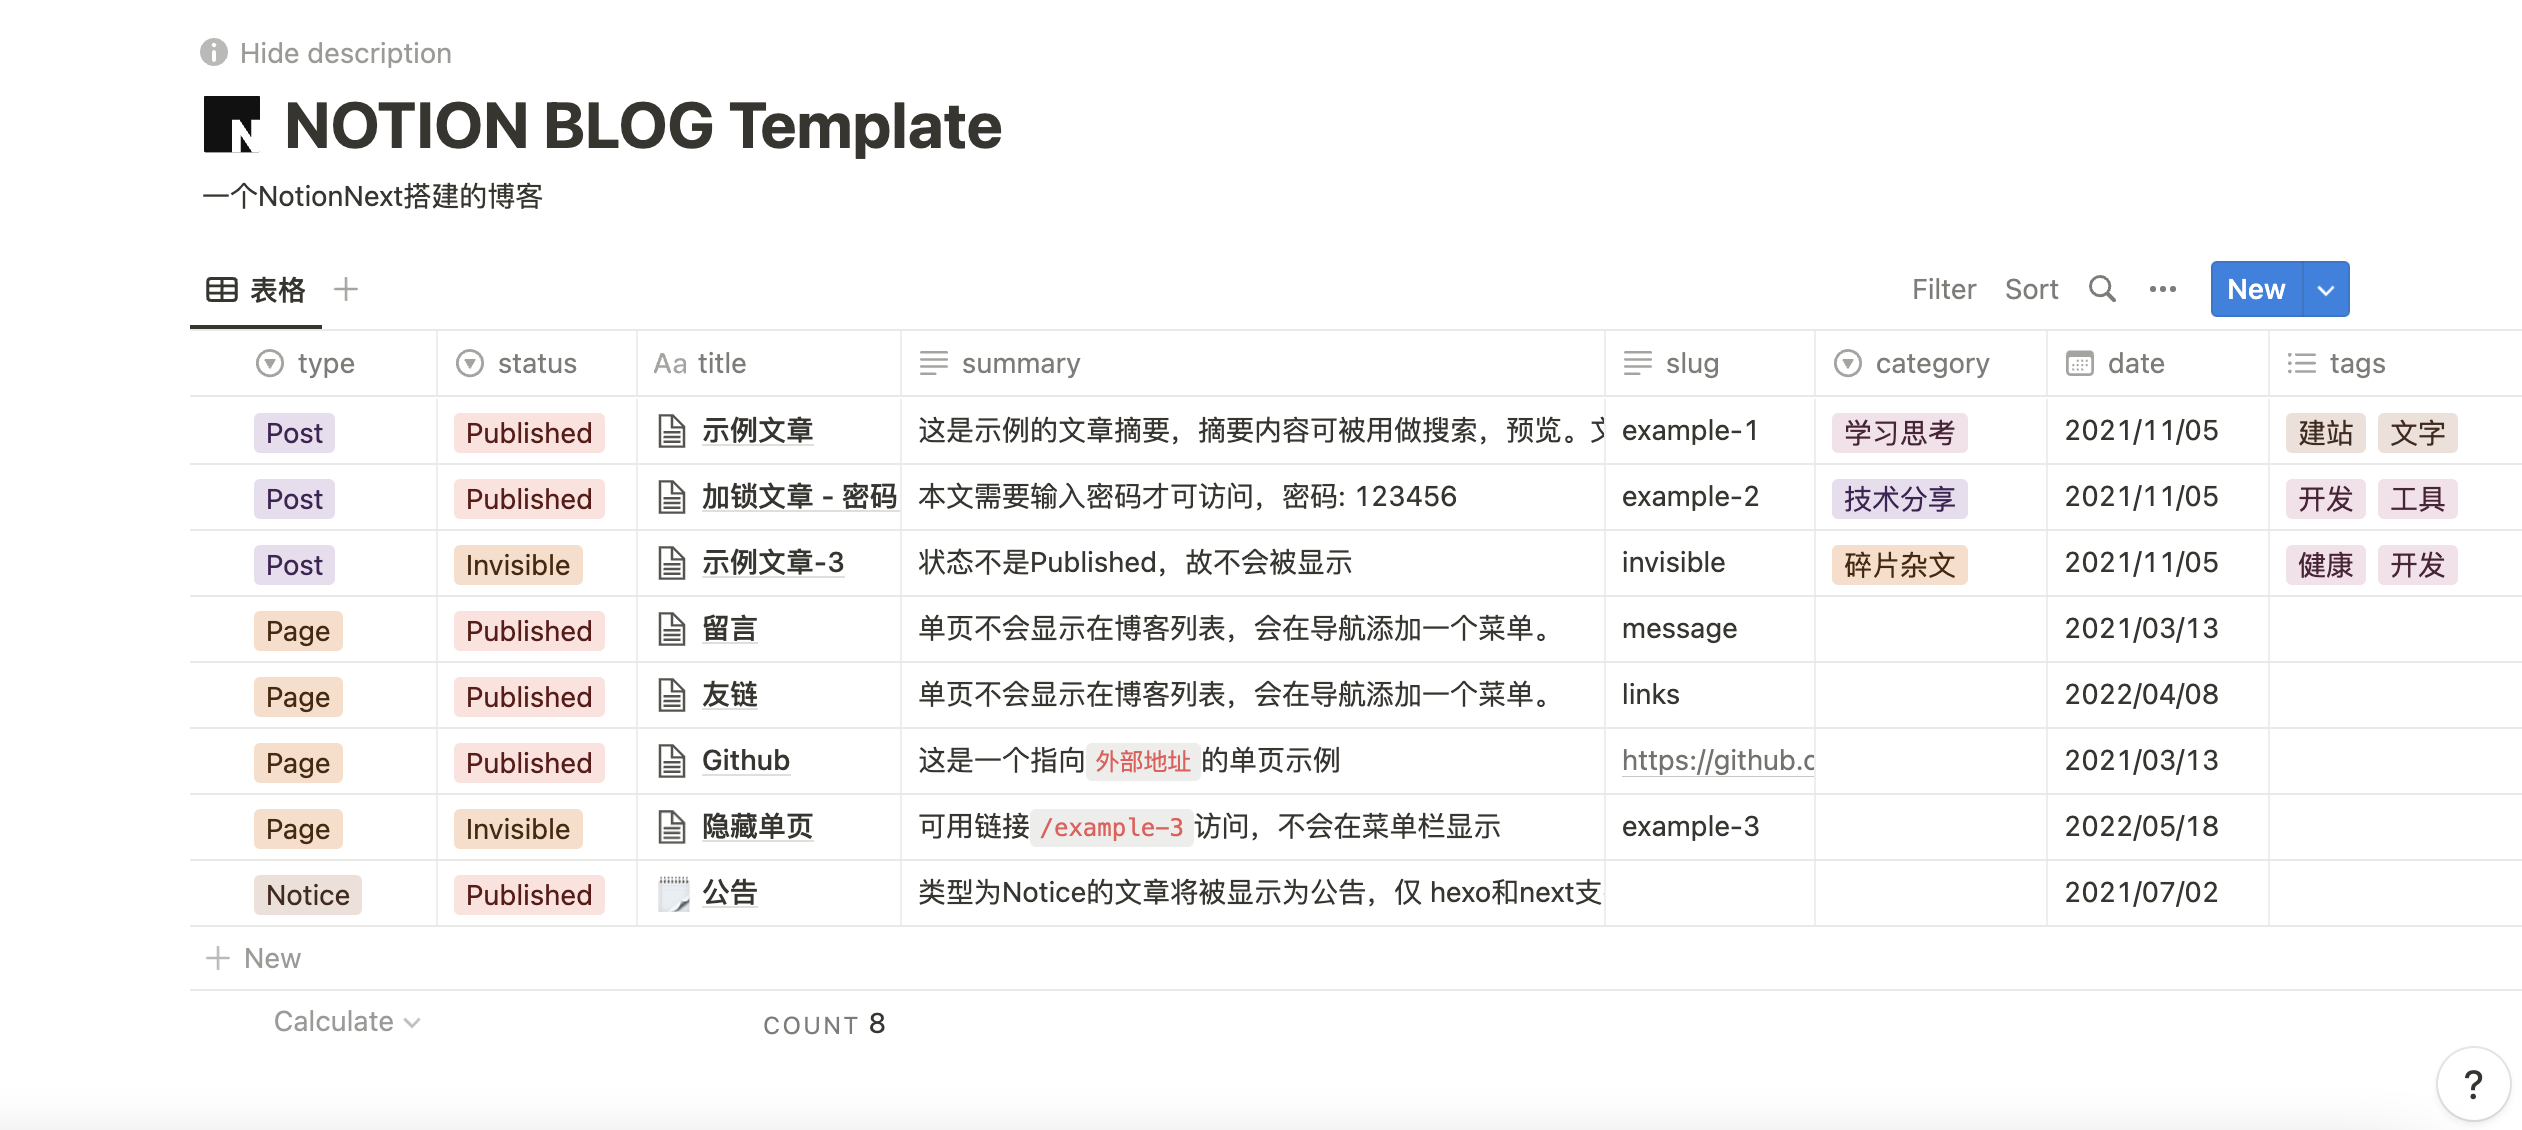 Hide description
NOTION BLOG Template
一个NotionNext搭建的博客
表格
Filter Sort New
type status Aa title summary slug category date tags
Post Published 示例文章 这是示例的文章摘要，摘要内容可被用做搜索，预览。文 example-1 学习思考 2021/11/05 建站 文字
Post Published 加锁文章 - 密码 本文需要输入密码才可访问，密码: 123456 example-2 技术分享 2021/11/05 开发 工具
Post Invisible 示例文章-3 状态不是Published，故不会被显示 invisible 碎片杂文 2021/11/05 健康 开发
Page Published 留言 单页不会显示在博客列表，会在导航添加一个菜单。 message 2021/03/13
Page Published 友链 单页不会显示在博客列表，会在导航添加一个菜单。 links 2022/04/08
Page Published Github 这是一个指向 外部地址 的单页示例 https://github.c 2021/03/13
Page Invisible 隐藏单页 可用链接 /example-3 访问，不会在菜单栏显示 example-3 2022/05/18
Notice Published 公告 类型为Notice的文章将被显示为公告，仅 hexo和next支 2021/07/02
New
Calculate COUNT 8
?